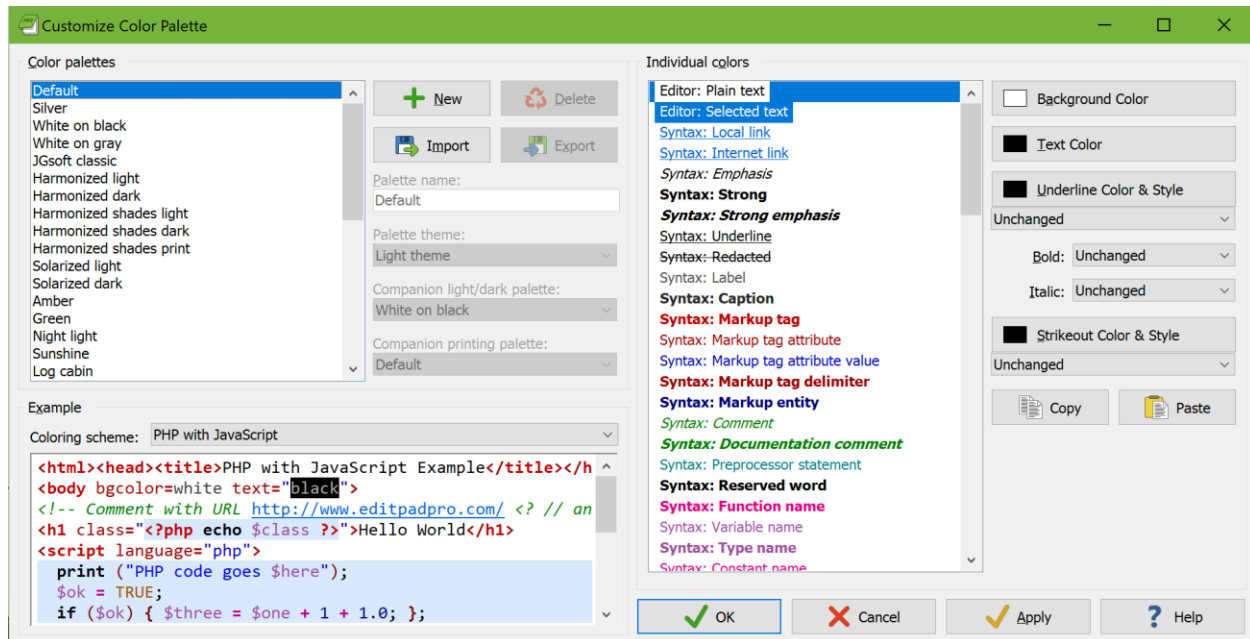 Customize Color Palette
Color palettes
Default
Silver
White on black
White on gray
JGsoft classic
Harmonized light
Harmonized dark
Harmonized shades light
Harmonized shades dark
Harmonized shades print
Solarized light
Solarized dark
Amber
Green
Night light
Sunshine
Log cabin
New
Delete
Import
Export
Palette name:
Default
Palette theme:
Light theme
Companion light/dark palette:
White on black
Companion printing palette:
Default
Example
Coloring scheme: PHP with JavaScript
<html><head><title>PHP with JavaScript Example</title></h
<body bgcolor=white text="black">
<!-- Comment with URL http://www.editpadpro.com/ <? // an
<h1 class="<?php echo $class ?>">Hello World</h1>
<script language="php">
print ("PHP code goes $here");
$ok = TRUE;
if ($ok) { $three = $one + 1 + 1.0; };
Individual colors
Editor: Plain text
Editor: Selected text
Syntax: Local link
Syntax: Internet link
Syntax: Emphasis
Syntax: Strong
Syntax: Strong emphasis
Syntax: Underline
Syntax: Redacted
Syntax: Label
Syntax: Caption
Syntax: Markup tag
Syntax: Markup tag attribute
Syntax: Markup tag attribute value
Syntax: Markup tag delimiter
Syntax: Markup entity
Syntax: Comment
Syntax: Documentation comment
Syntax: Preprocessor statement
Syntax: Reserved word
Syntax: Function name
Syntax: Variable name
Syntax: Type name
Syntax: Constant name
Background Color
Text Color
Underline Color & Style
Unchanged
Bold: Unchanged
Italic: Unchanged
Strikeout Color & Style
Unchanged
Copy
Paste
OK
Cancel
Apply
? Help